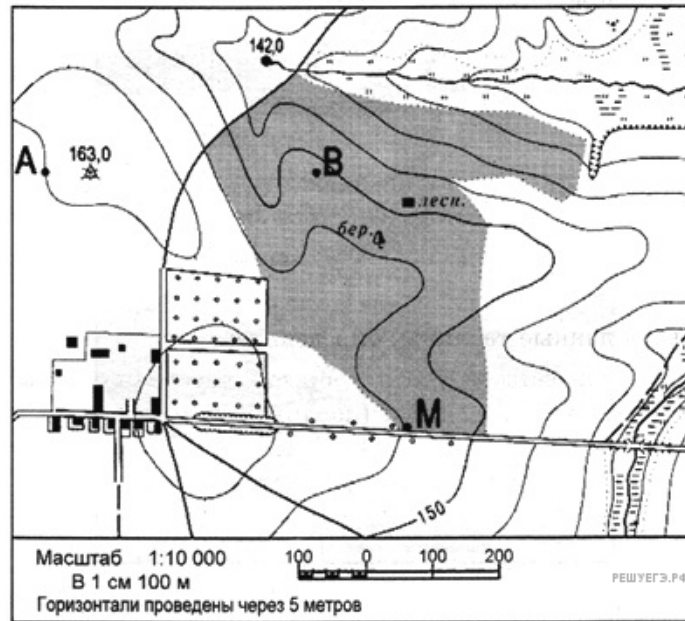 142,0
A
163,0
B
лесн.
бер.
M
150
Масштаб 1:10 000
В 1 см 100 м
100 0 100 200
Горизонтали проведены через 5 метров
РЕШУЕГЭ.РФ